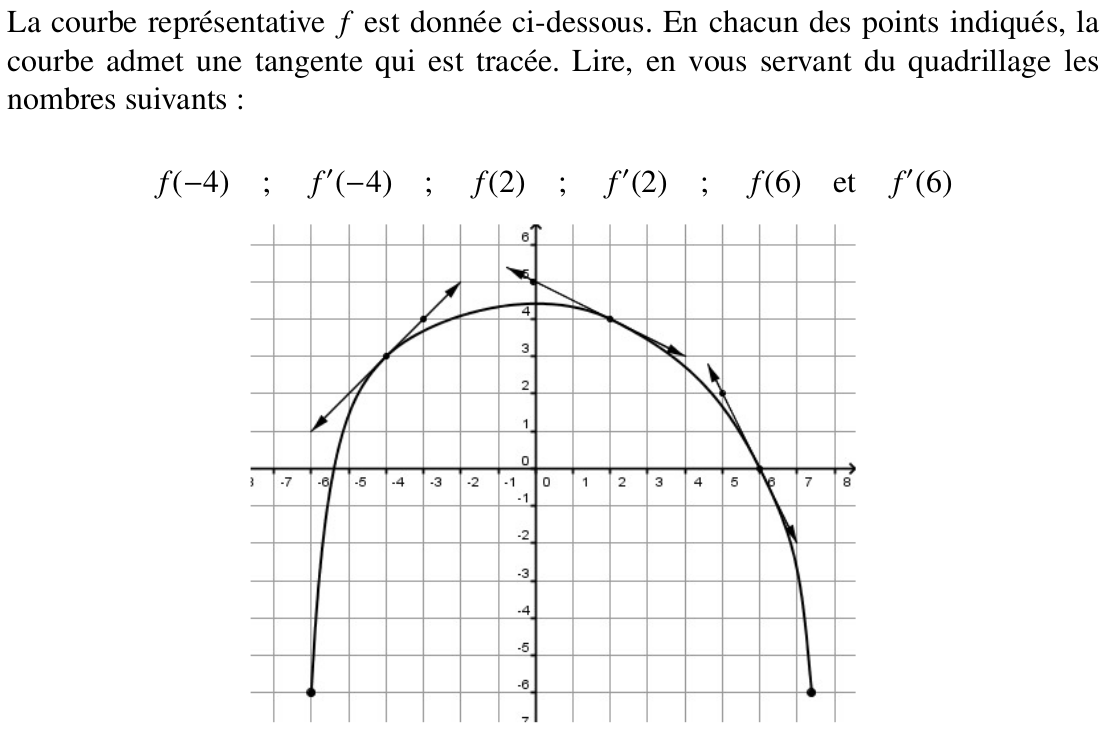 La courbe représentative f est donnée ci-dessous. En chacun des points indiqués, la
courbe admet une tangente qui est tracée. Lire, en vous servant du quadrillage les
nombres suivants :
f(−4) ; f′(−4) ; f(2) ; f′(2) ; f(6) et f′(6)
6
5
4
3
2
1
0
-7 -6 -5 -4 -3 -2 -1 0 1 2 3 4 5 6 7 8
-1
-2
-3
-4
-5
-6